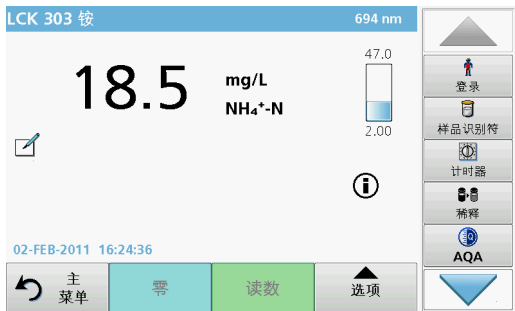 LCK 303 铵 694 nm
47.0
18.5 mg/L
NH₄⁺-N
2.00
02-FEB-2011 16:24:36
主
菜单
零
读数
选项
登录
样品识别符
计时器
稀释
AQA